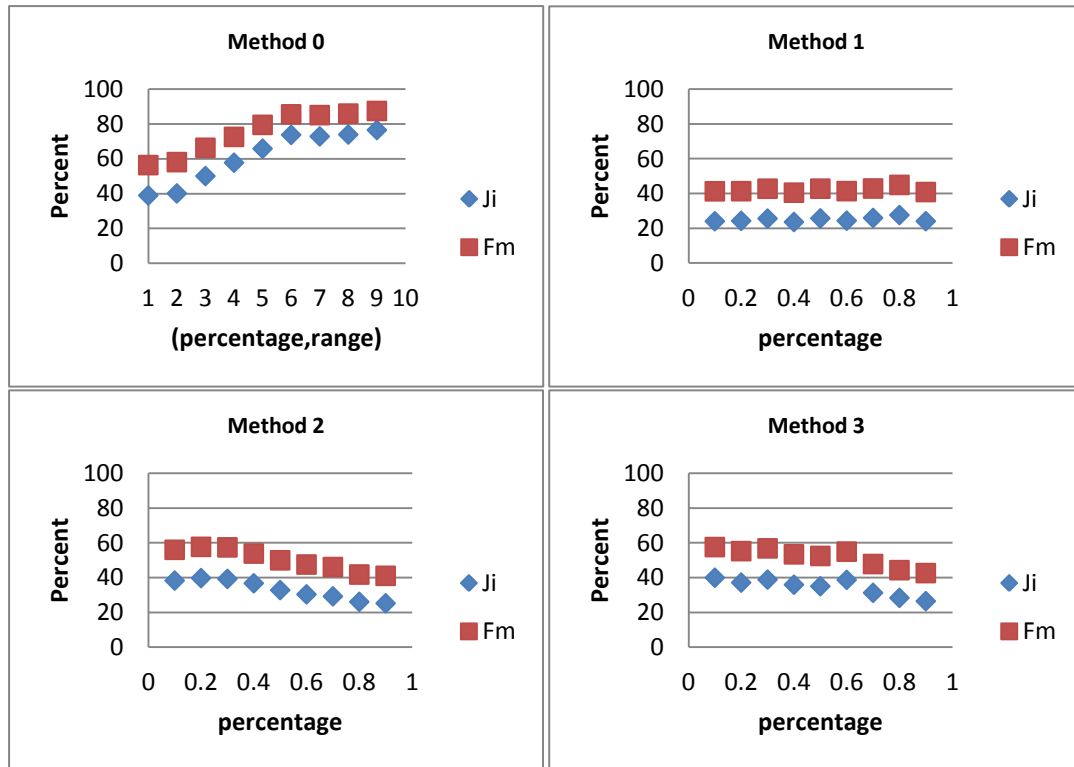 Method 0
100
80
60
40
20
0
Percent
1 2 3 4 5 6 7 8 9 10
(percentage,range)
Ji
Fm
Method 1
100
80
60
40
20
0
Percent
0 0.2 0.4 0.6 0.8 1
percentage
Ji
Fm
Method 2
100
80
60
40
20
0
Percent
0 0.2 0.4 0.6 0.8 1
percentage
Ji
Fm
Method 3
100
80
60
40
20
0
Percent
0 0.2 0.4 0.6 0.8 1
percentage
Ji
Fm